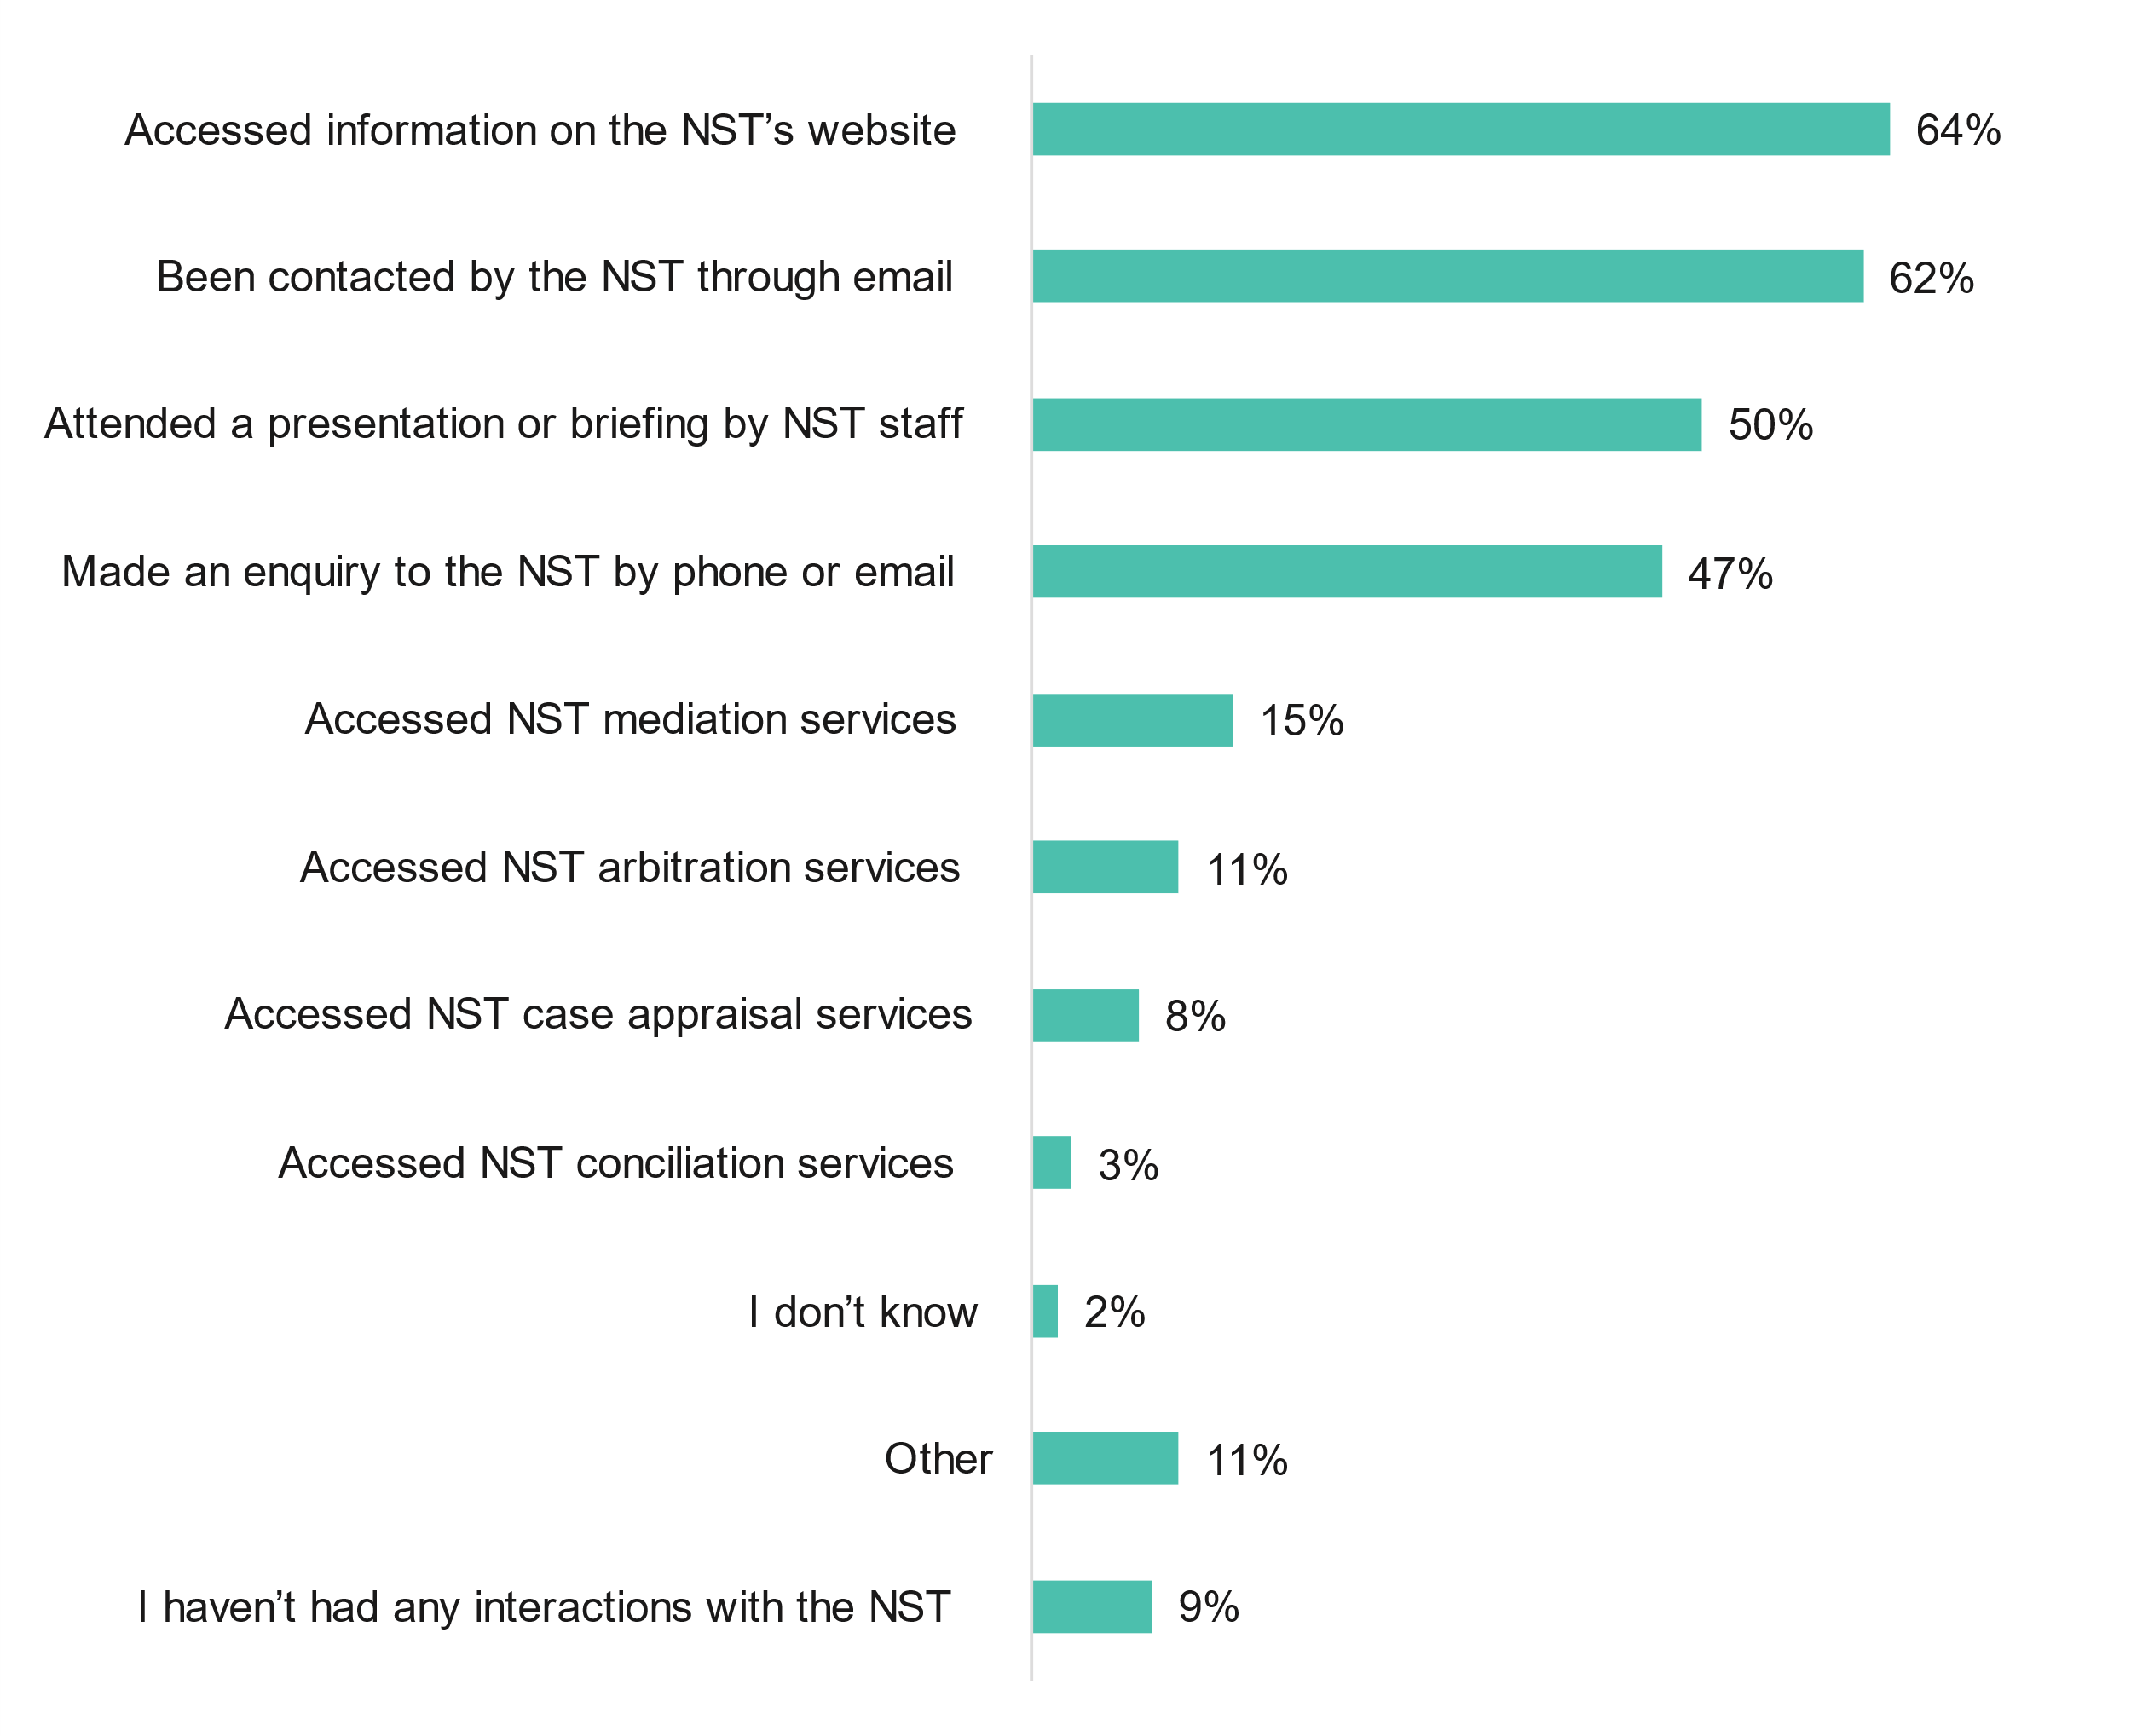 Accessed information on the NST’s website 64%
Been contacted by the NST through email 62%
Attended a presentation or briefing by NST staff 50%
Made an enquiry to the NST by phone or email 47%
Accessed NST mediation services 15%
Accessed NST arbitration services 11%
Accessed NST case appraisal services 8%
Accessed NST conciliation services 3%
I don’t know 2%
Other 11%
I haven’t had any interactions with the NST 9%